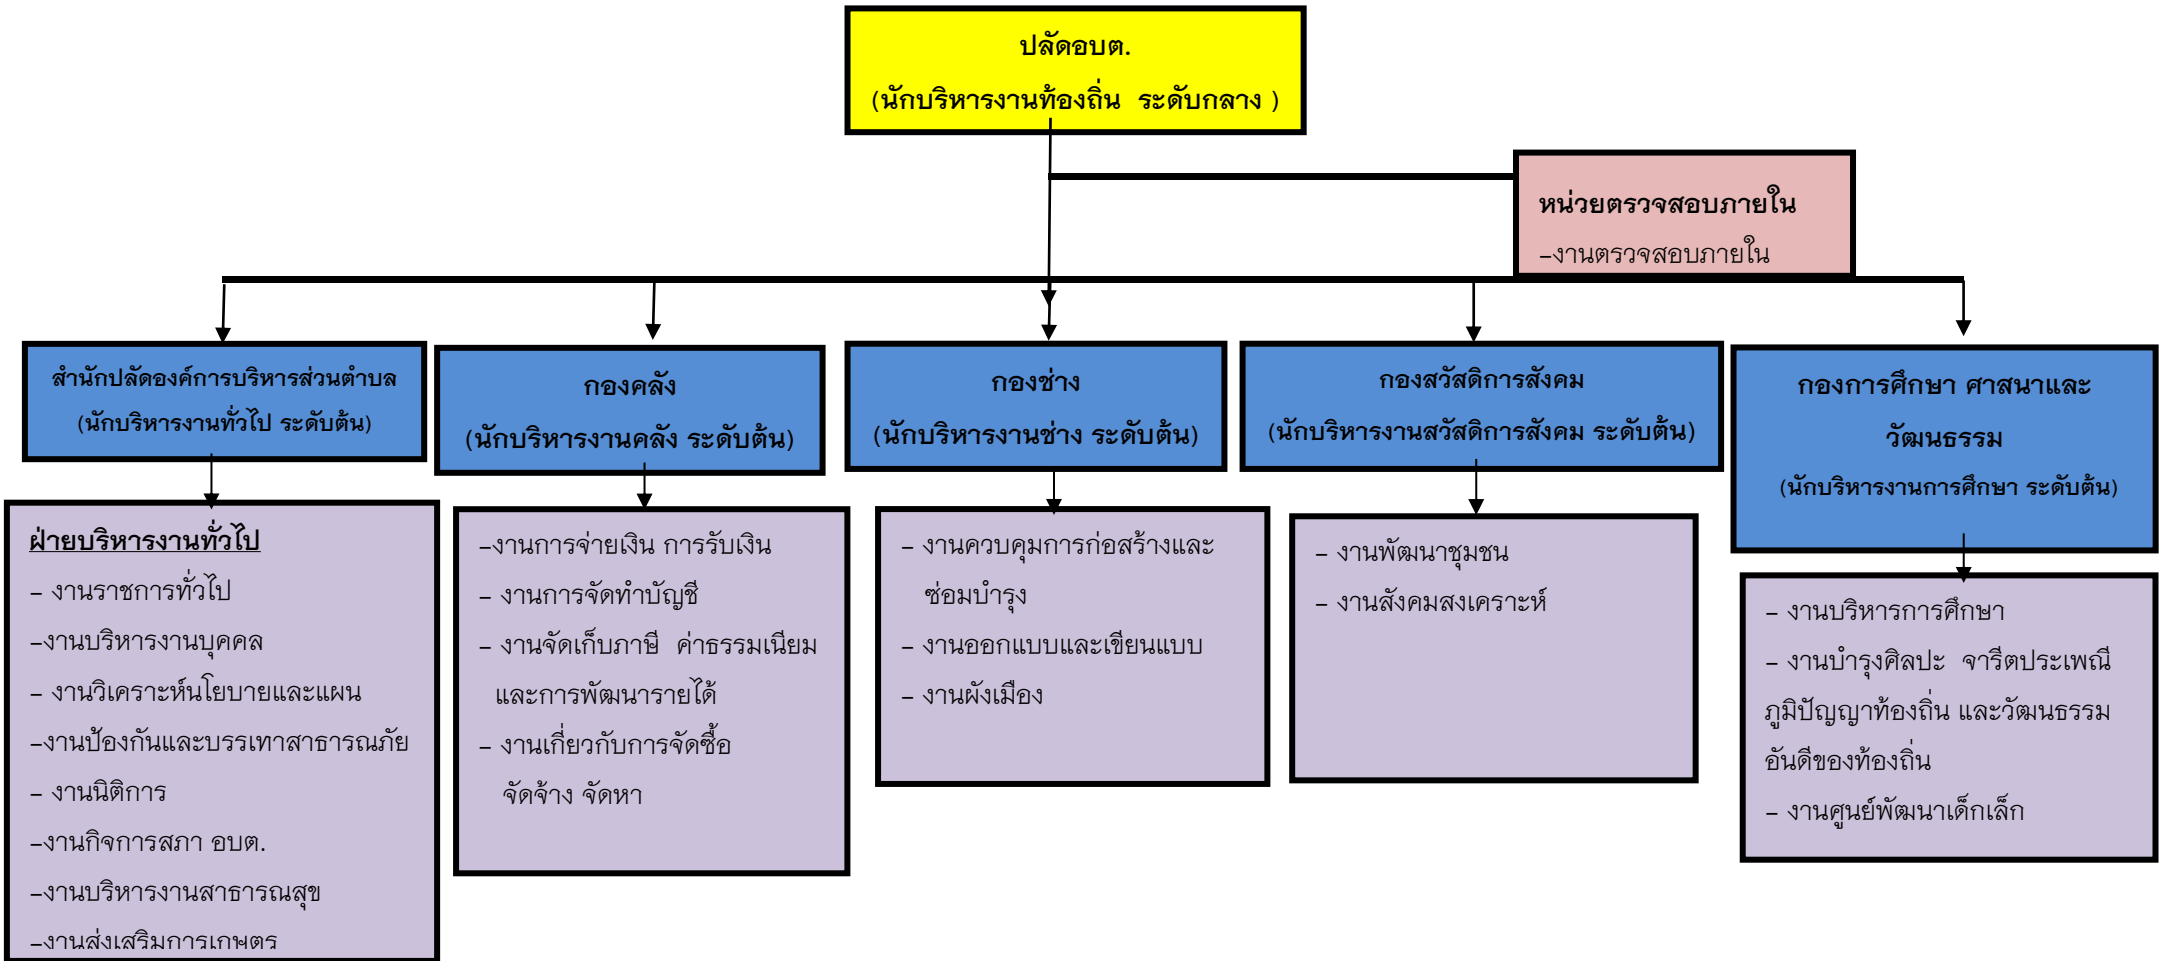 ปลัดอบต.
(นักบริหารงานท้องถิ่น ระดับกลาง )
หน่วยตรวจสอบภายใน
-งานตรวจสอบภายใน
สำนักปลัดองค์การบริหารส่วนตำบล
(นักบริหารงานทั่วไป ระดับต้น)
กองคลัง
(นักบริหารงานคลัง ระดับต้น)
กองช่าง
(นักบริหารงานช่าง ระดับต้น)
กองสวัสดิการสังคม
(นักบริหารงานสวัสดิการสังคม ระดับต้น)
กองการศึกษา ศาสนาและ
วัฒนธรรม
(นักบริหารงานการศึกษา ระดับต้น)
ฝ่ายบริหารงานทั่วไป
- งานราชการทั่วไป
-งานบริหารงานบุคคล
- งานวิเคราะห์นโยบายและแผน
-งานป้องกันและบรรเทาสาธารณภัย
- งานนิติการ
-งานกิจการสภา อบต.
-งานบริหารงานสาธารณสุข
-งานส่งเสริมการเกษตร
-งานการจ่ายเงิน การรับเงิน
- งานการจัดทำบัญชี
- งานจัดเก็บภาษี ค่าธรรมเนียม
และการพัฒนารายได้
- งานเกี่ยวกับการจัดซื้อ
จัดจ้าง จัดหา
- งานควบคุมการก่อสร้างและ
ซ่อมบำรุง
- งานออกแบบและเขียนแบบ
- งานผังเมือง
- งานพัฒนาชุมชน
- งานสังคมสงเคราะห์
- งานบริหารการศึกษา
- งานบำรุงศิลปะ จารีตประเพณี
ภูมิปัญญาท้องถิ่น และวัฒนธรรม
อันดีของท้องถิ่น
- งานศูนย์พัฒนาเด็กเล็ก